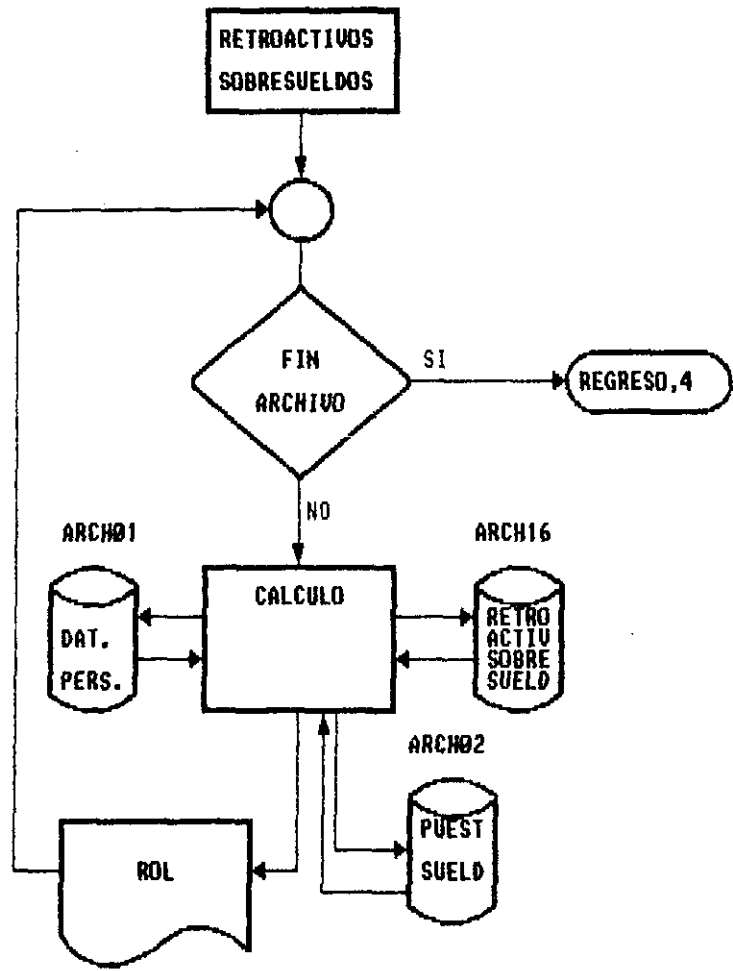 RETROACTIVOS
SOBRESUELDOS
FIN
ARCHIVO
SI
REGRESO,4
NO
ARCH01
ARCH16
CALCULO
DAT.
PERS.
RETRO
ACTIV
SOBRE
SUELD
ARCH02
PUEST
SUELD
ROL